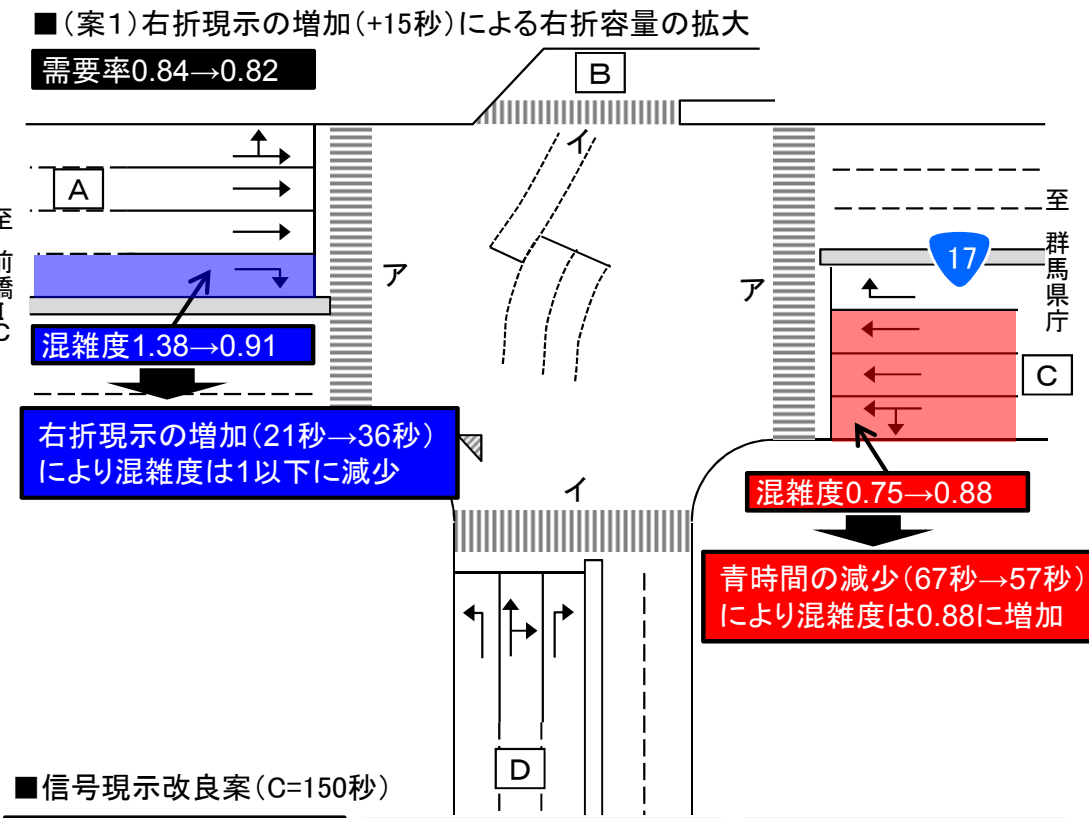 ■(案1)右折現示の増加(+15秒)による右折容量の拡大
需要率0.84→0.82
B
イ
A
至 前橋IC
ア
ア
17
至 群馬県庁
混雑度1.38→0.91
C
右折現示の増加(21秒→36秒)
により混雑度は1以下に減少
イ
混雑度0.75→0.88
青時間の減少(67秒→57秒)
により混雑度は0.88に増加
D
■信号現示改良案(C=150秒)